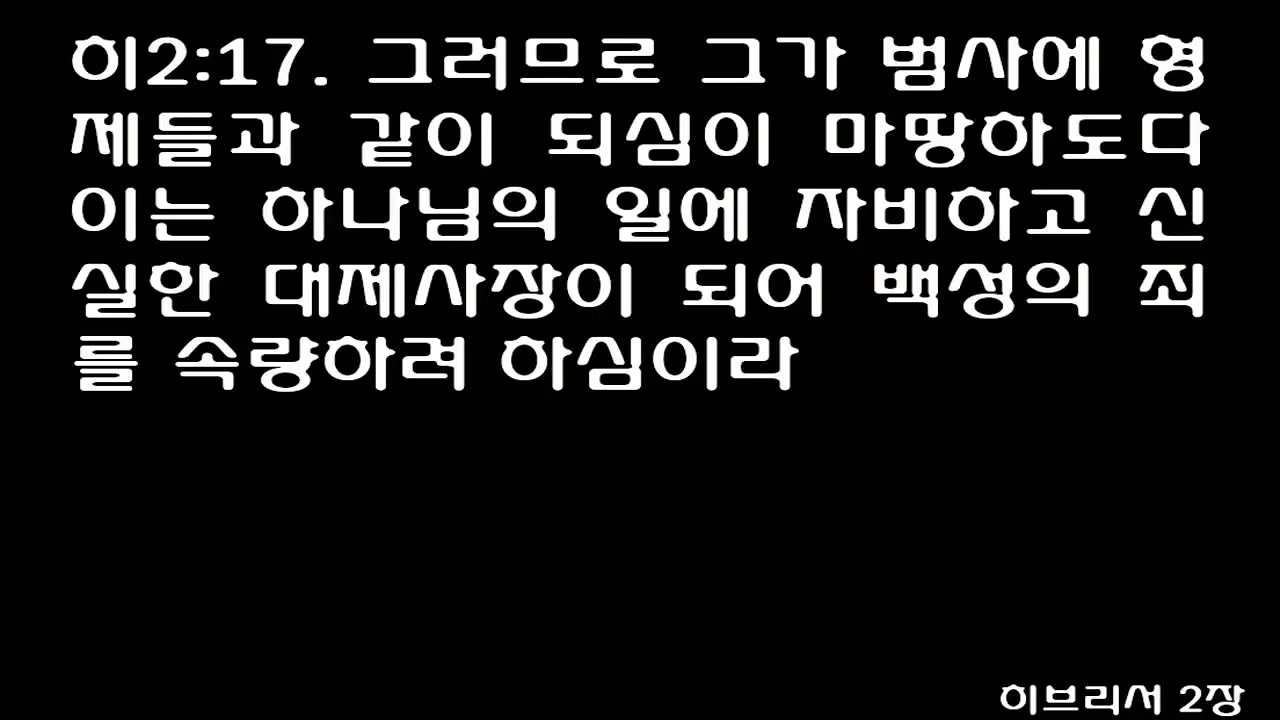 히2:17. 그러므로 그가 범사에 형
제들과 같이 되심이 마땅하도다
이는 하나님의 일에 자비하고 신
실한 대제사장이 되어 백성의 죄
를 속량하려 하심이라
히브리서 2장